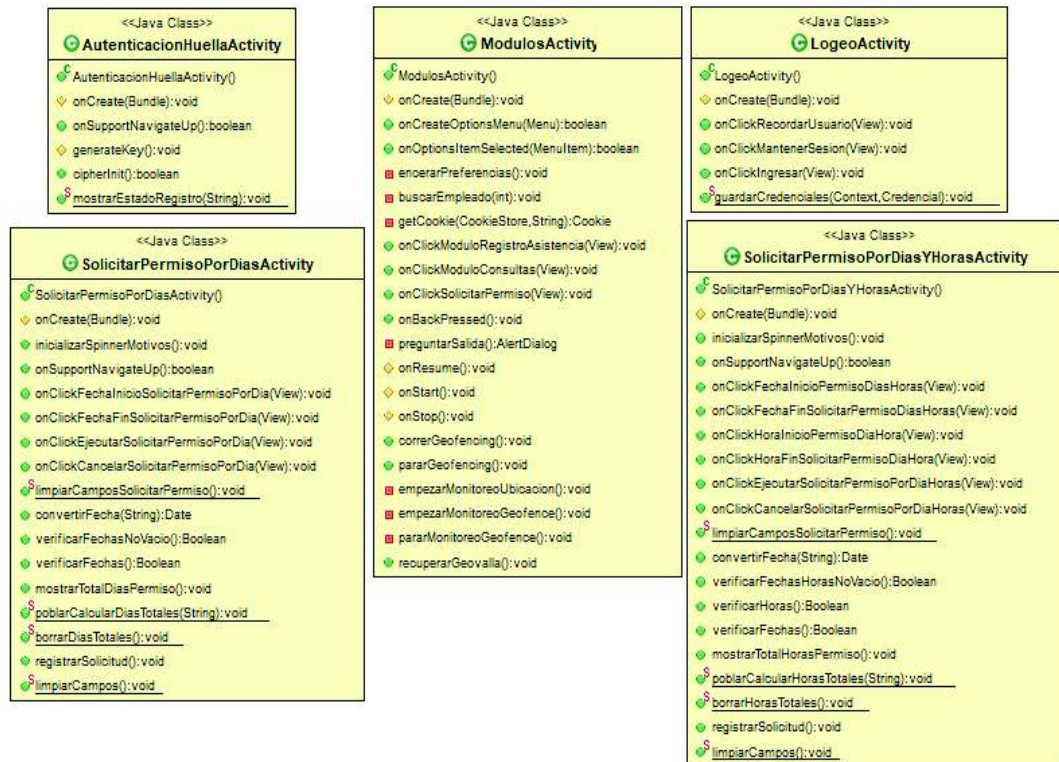 <<Java Class>>
AutenticacionHuellaActivity
AutenticacionHuellaActivity()
onCreate(Bundle):void
onSupportNavigateUp():boolean
generateKey():void
cipherInit():boolean
mostrarEstadoRegistro(String):void
<<Java Class>>
SolicitarPermisoPorDiasActivity
SolicitarPermisoPorDiasActivity()
onCreate(Bundle):void
inicializarSpinnerMotivos():void
onSupportNavigateUp():boolean
onClickFechaInicioSolicitarPermisoPorDia(View):void
onClickFechaFinSolicitarPermisoPorDia(View):void
onClickEjecutarSolicitarPermisoPorDia(View):void
onClickCancelarSolicitarPermisoPorDia(View):void
limpiarCamposSolicitarPermiso():void
convertirFecha(String):Date
verificarFechasNoVacio():Boolean
verificarFechas():Boolean
mostrarTotalDiasPermiso():void
poblarCalcularDiasTotales(String):void
borrarDiasTotales():void
registrarSolicitud():void
limpiarCampos():void
<<Java Class>>
ModulosActivity
ModulosActivity()
onCreate(Bundle):void
onCreateOptionsMenu(Menu):boolean
onOptionsItemSelected(MenuItem):boolean
encerarPreferencias():void
buscarEmpleado(int):void
getCookie(CookieStore,String):Cookie
onClickModuloRegistroAsistencia(View):void
onClickModuloConsultas(View):void
onClickSolicitarPermiso(View):void
onBackPressed():void
preguntarSalida():AlertDialog
onResume():void
onStart():void
onStop():void
correrGeofencing():void
pararGeofencing():void
empezarMonitoreoUbicacion():void
empezarMonitoreoGeofence():void
pararMonitoreoGeofence():void
recuperarGeovalla():void
<<Java Class>>
LogeoActivity
LogeoActivity()
onCreate(Bundle):void
onClickRecordarUsuario(View):void
onClickMantenerSesion(View):void
onClickIngresar(View):void
guardarCredenciales(Context,Credencial):void
<<Java Class>>
SolicitarPermisoPorDiasYHorasActivity
SolicitarPermisoPorDiasYHorasActivity()
onCreate(Bundle):void
inicializarSpinnerMotivos():void
onSupportNavigateUp():boolean
onClickFechaInicioPermisoDiasHoras(View):void
onClickFechaFinSolicitarPermisoDiasHoras(View):void
onClickHoraInicioPermisoDiaHora(View):void
onClickHoraFinSolicitarPermisoDiaHora(View):void
onClickEjecutarSolicitarPermisoPorDiaHoras(View):void
onClickCancelarSolicitarPermisoPorDiaHoras(View):void
limpiarCamposSolicitarPermiso():void
convertirFecha(String):Date
verificarFechasHorasNoVacio():Boolean
verificarHoras():Boolean
verificarFechas():Boolean
mostrarTotalHorasPermiso():void
poblarCalcularHorasTotales(String):void
borrarHorasTotales():void
registrarSolicitud():void
limpiarCampos():void